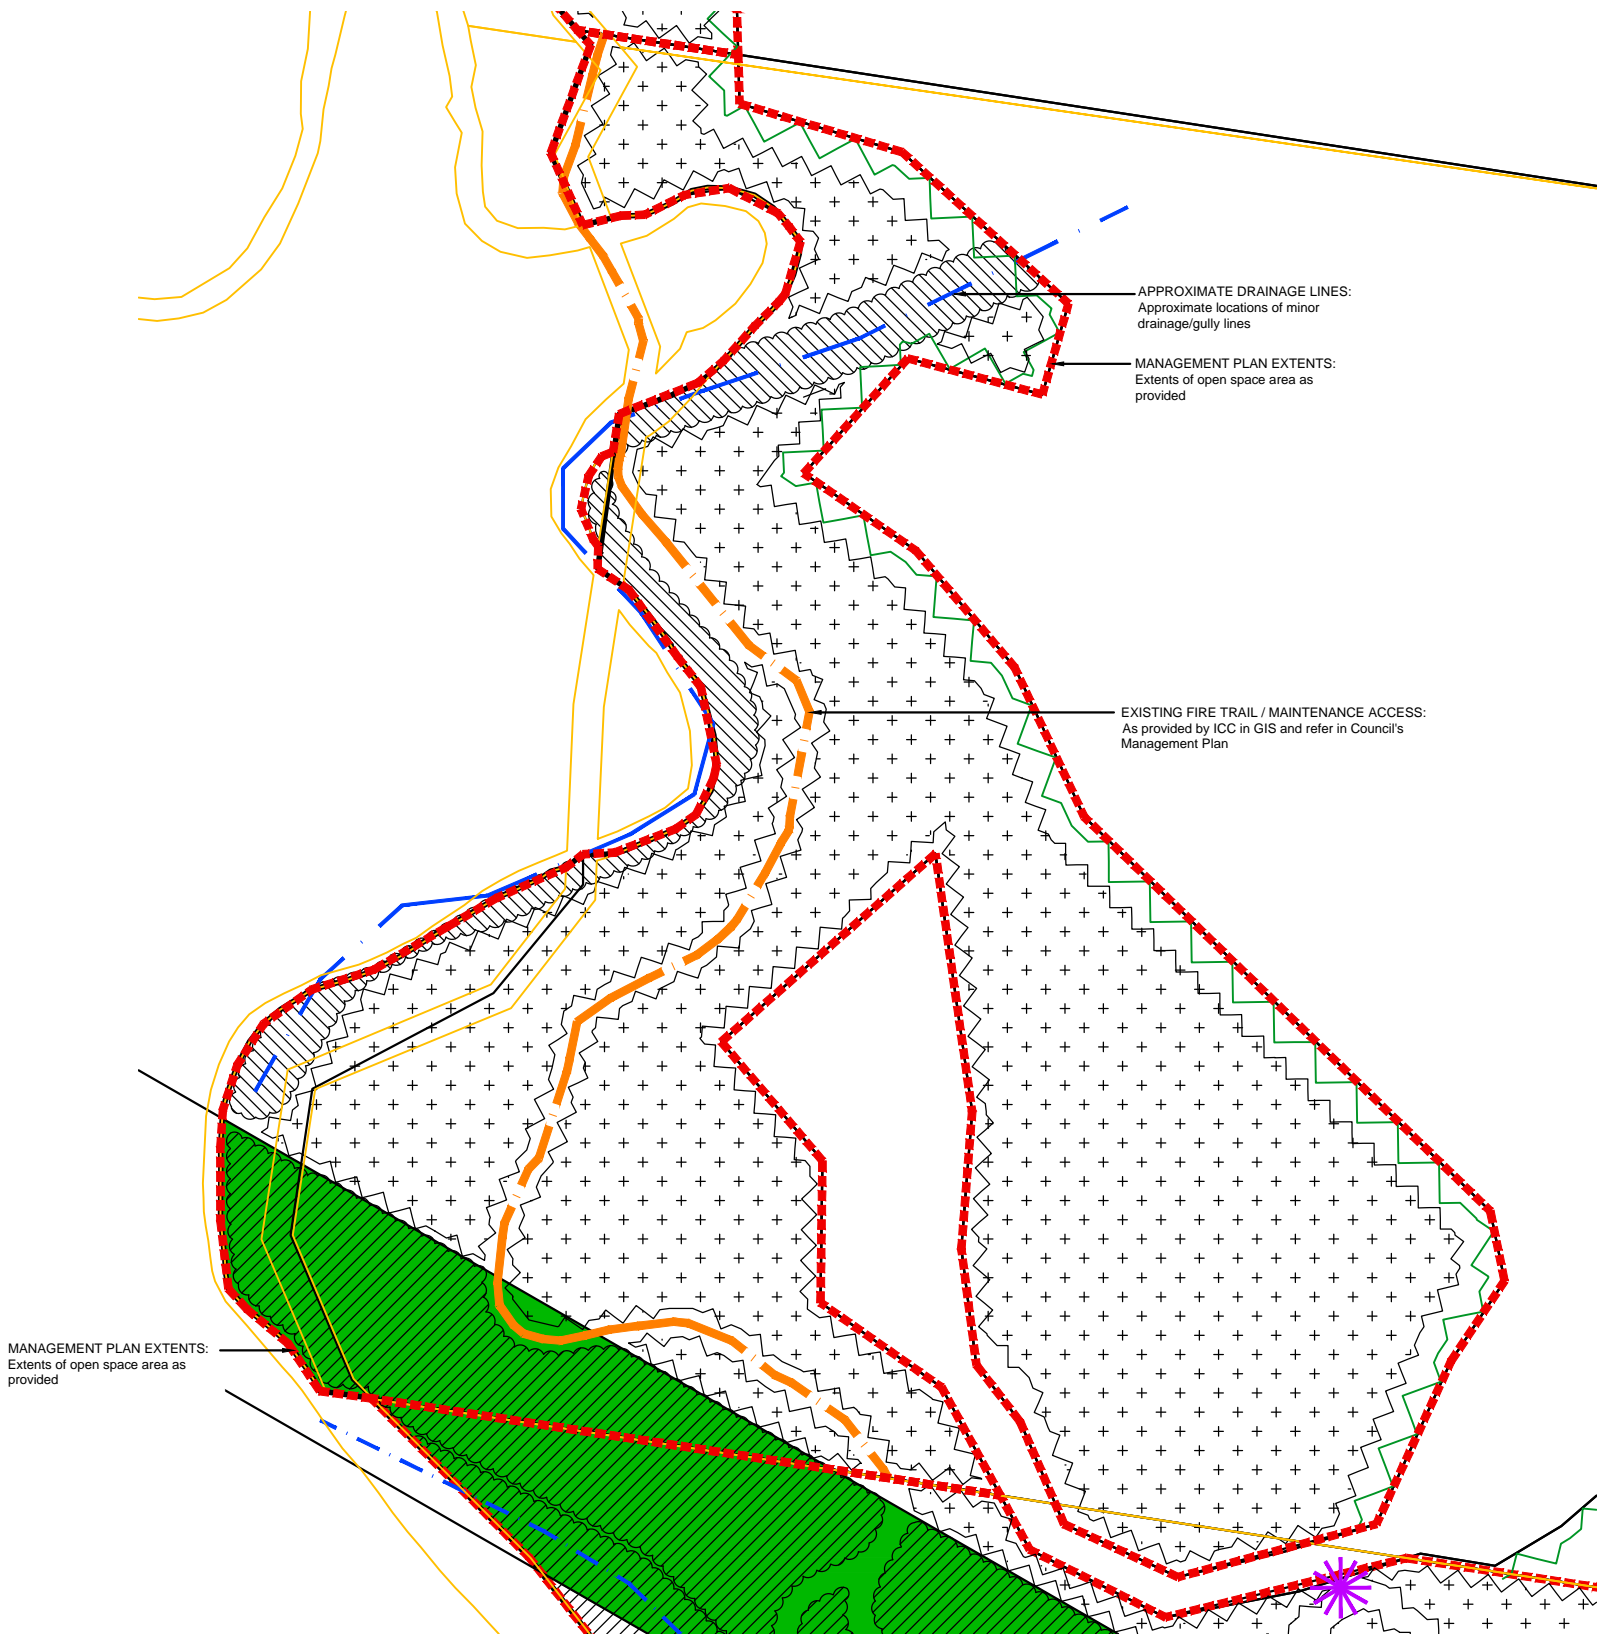 APPROXIMATE DRAINAGE LINES:
Approximate locations of minor
drainage/gully lines
MANAGEMENT PLAN EXTENTS:
Extents of open space area as
provided
EXISTING FIRE TRAIL / MAINTENANCE ACCESS:
As provided by ICC in GIS and refer in Council's
Management Plan
MANAGEMENT PLAN EXTENTS:
Extents of open space area as
provided